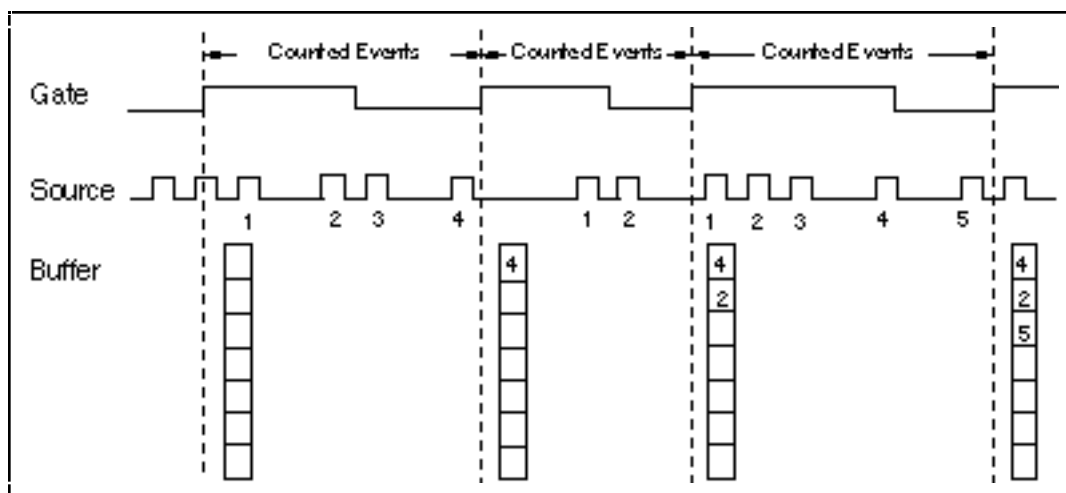 Counted Events Counted Events Counted Events
Gate
Source
1 2 3 4 1 2 1 2 3 4 5
Buffer
4 4 4
2 2
5